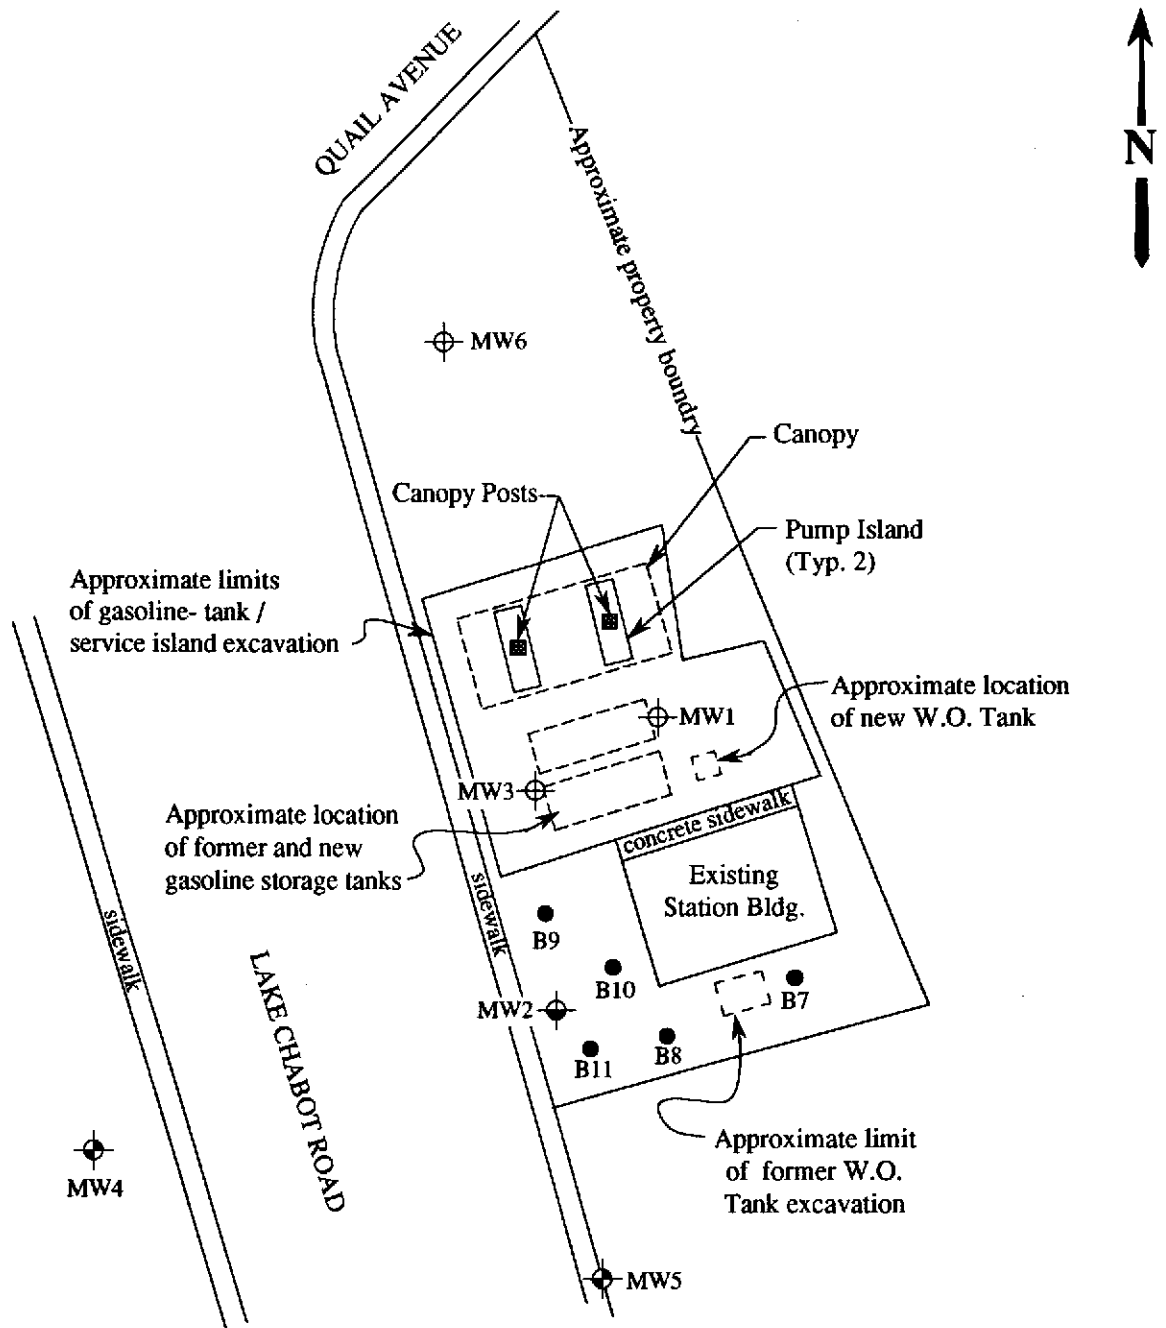 QUAIL AVENUE
N
Approximate property boundry
MW6
Canopy
Canopy Posts
Pump Island
(Typ. 2)
Approximate limits
of gasoline- tank /
service island excavation
Approximate location
of new W.O. Tank
MW1
MW3
Approximate location
of former and new
gasoline storage tanks
concrete sidewalk
Existing
Station Bldg.
sidewalk
sidewalk
B9
B10
B7
MW2
B11
B8
LAKE CHABOT ROAD
Approximate limit
of former W.O.
Tank excavation
MW4
MW5